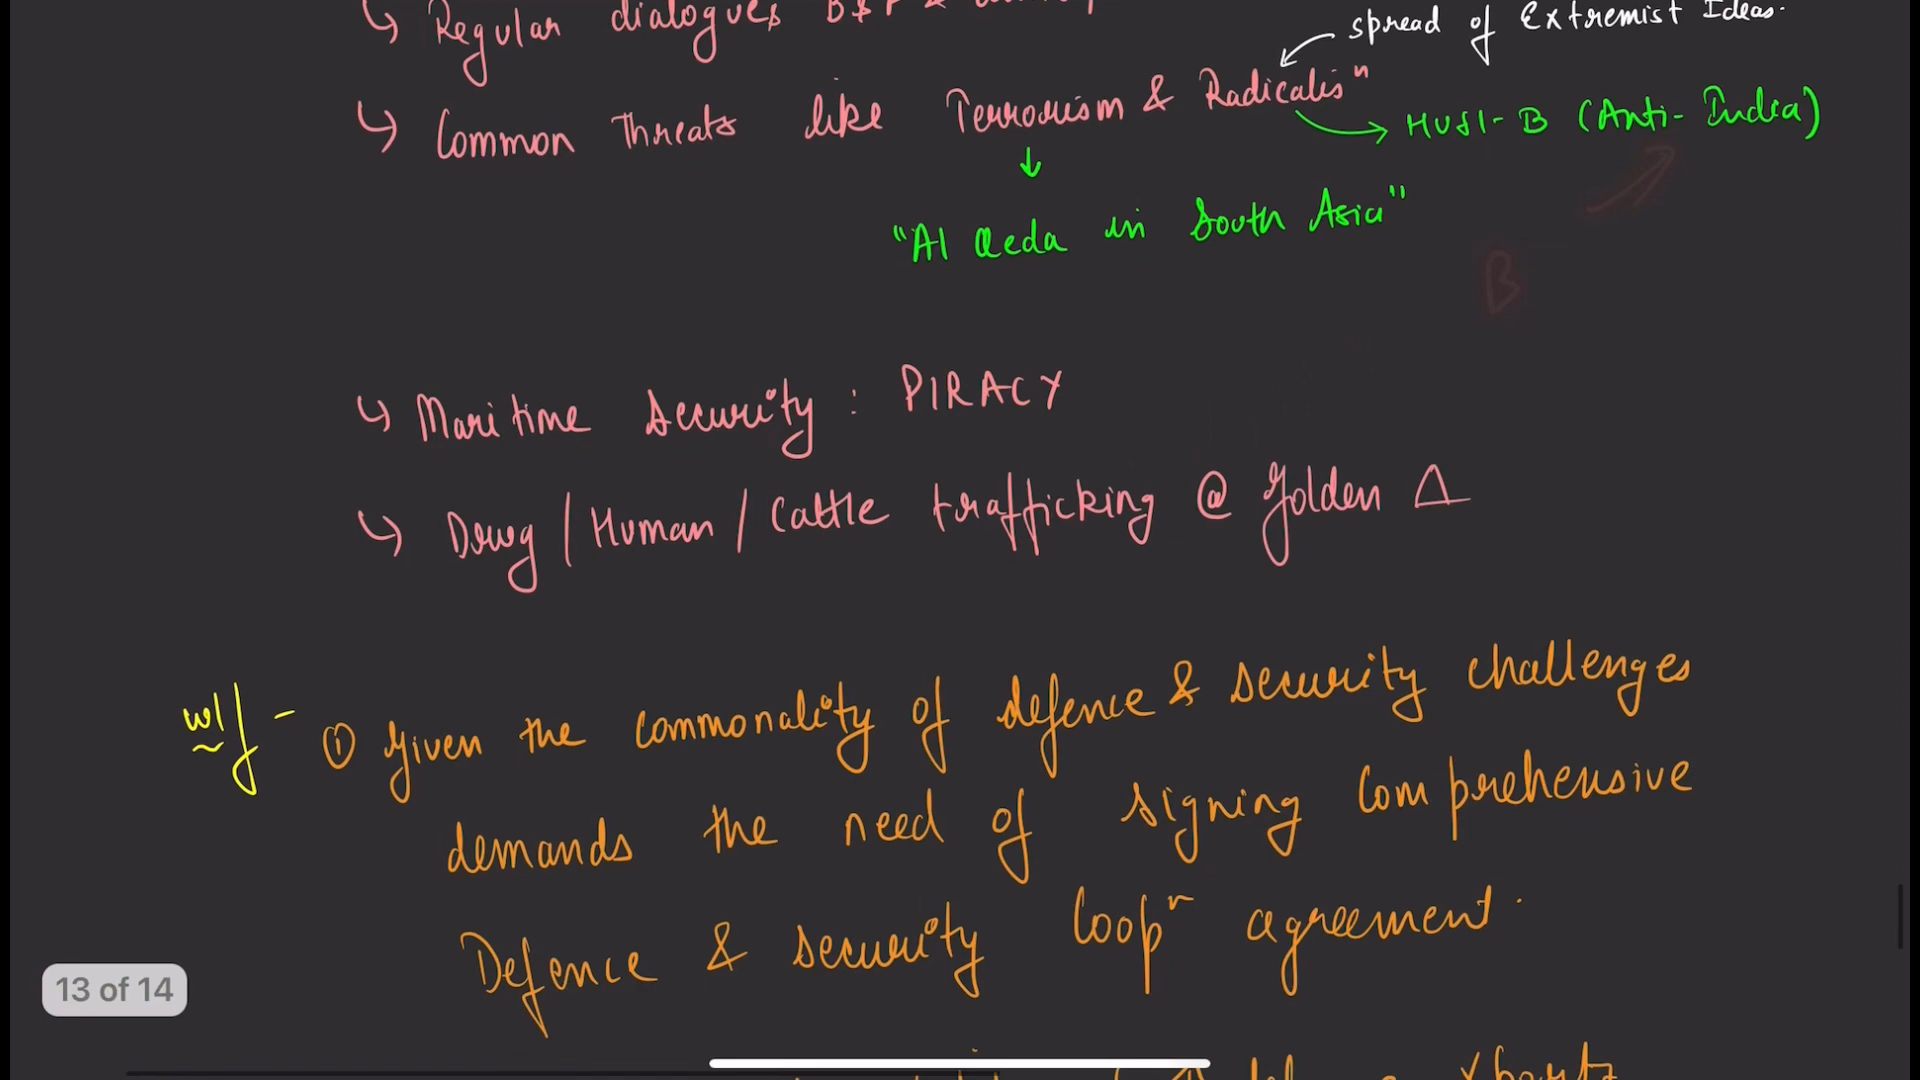 ↳ Regular dialogues BSF &
spread of Extremist Ideas.
↳ Common Threats like Terrorism & Radicalisⁿ
→ HUJI-B (Anti-India)
↓
"Al Qeda in South Asia"
B
↳ Maritime security : PIRACY
↳ Drug / Human / Cattle trafficking @ Golden Δ
w/f - ① Given the commonality of defence & security challenges
demands the need of signing comprehensive
Defence & security Coopⁿ agreement.
13 of 14